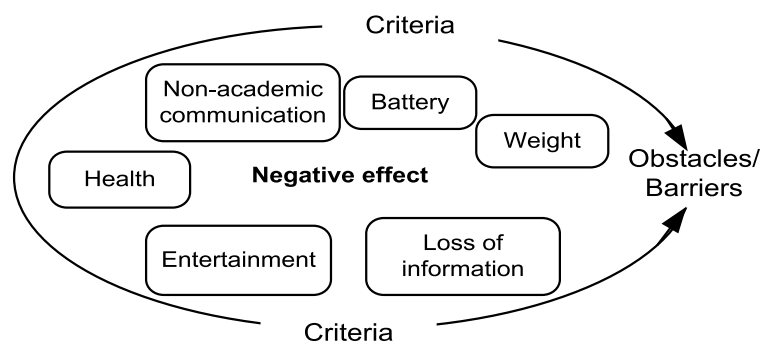 Criteria
Non-academic
communication
Battery
Weight
Obstacles/
Barriers
Health
Negative effect
Entertainment
Loss of
information
Criteria